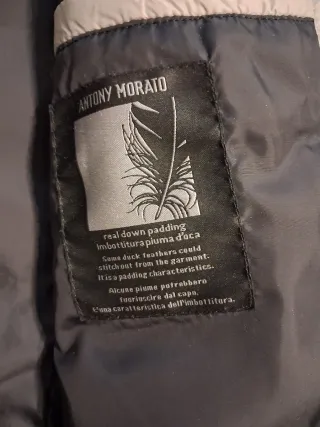 ANTONY MORATO
real down padding
imbottitura piuma d'oca
Some duck feathers could
stitch out from the garment.
It is a padding characteristics.
Alcune piume potrebbero
fuoriuscire dal capo.
E'una caratteristica dell'imbottitura.